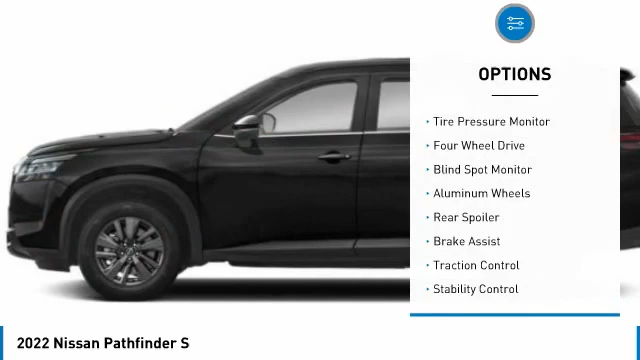 OPTIONS
• Tire Pressure Monitor
• Four Wheel Drive
• Blind Spot Monitor
• Aluminum Wheels
• Rear Spoiler
• Brake Assist
• Traction Control
• Stability Control
2022 Nissan Pathfinder S